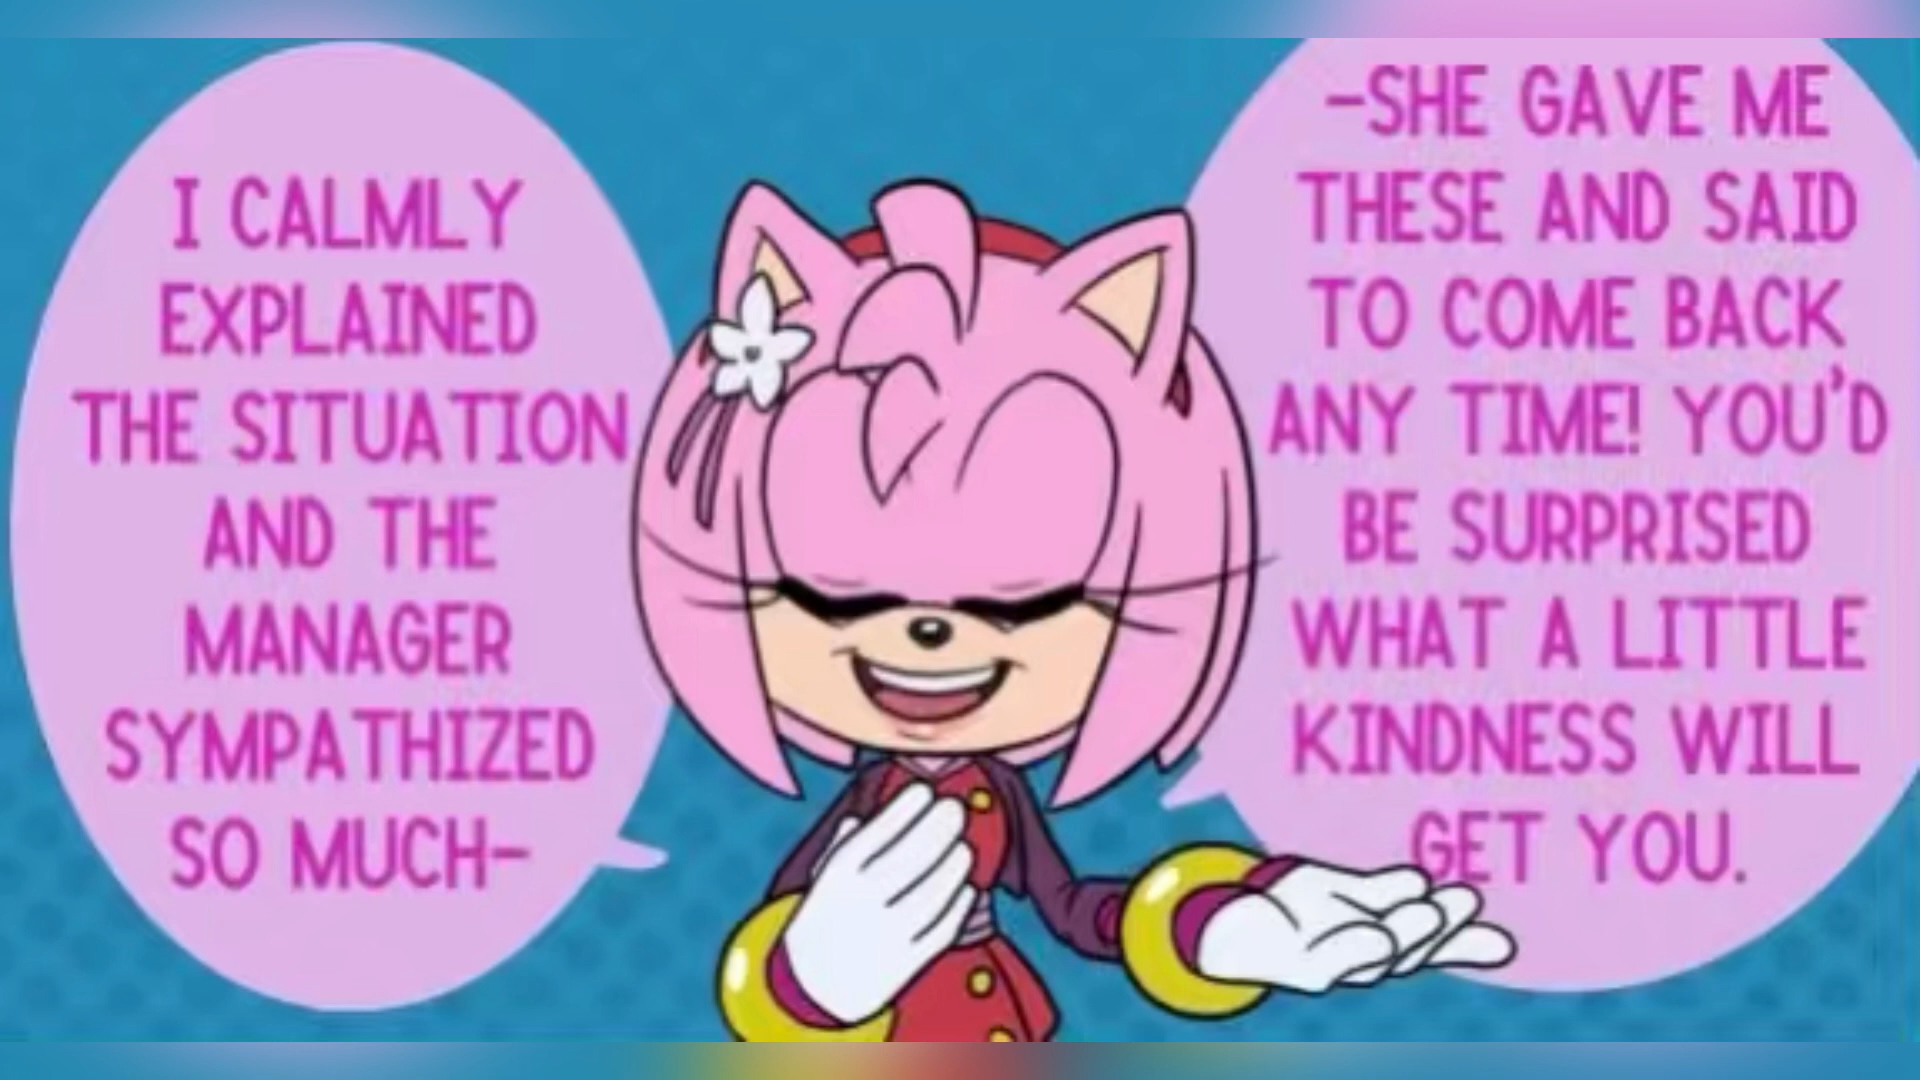 I CALMLY
EXPLAINED
THE SITUATION
AND THE
MANAGER
SYMPATHIZED
SO MUCH-
-SHE GAVE ME
THESE AND SAID
TO COME BACK
ANY TIME! YOU'D
BE SURPRISED
WHAT A LITTLE
KINDNESS WILL
GET YOU.